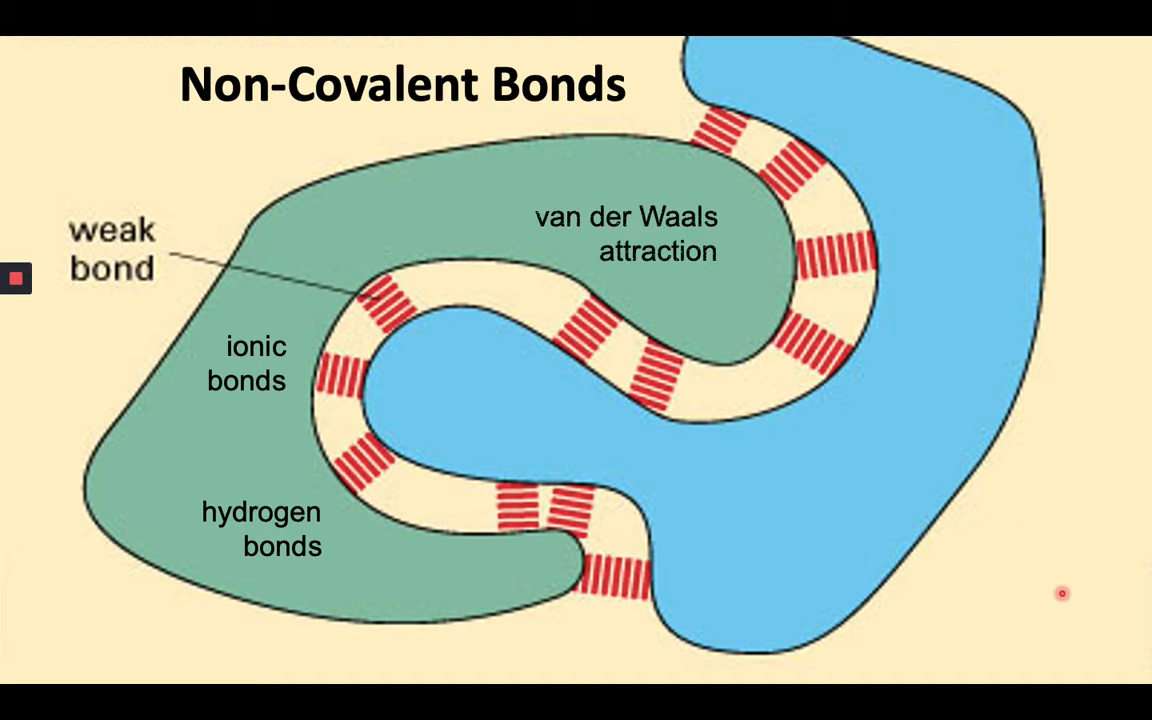 Non-Covalent Bonds
weak
bond
van der Waals
attraction
ionic
bonds
hydrogen
bonds